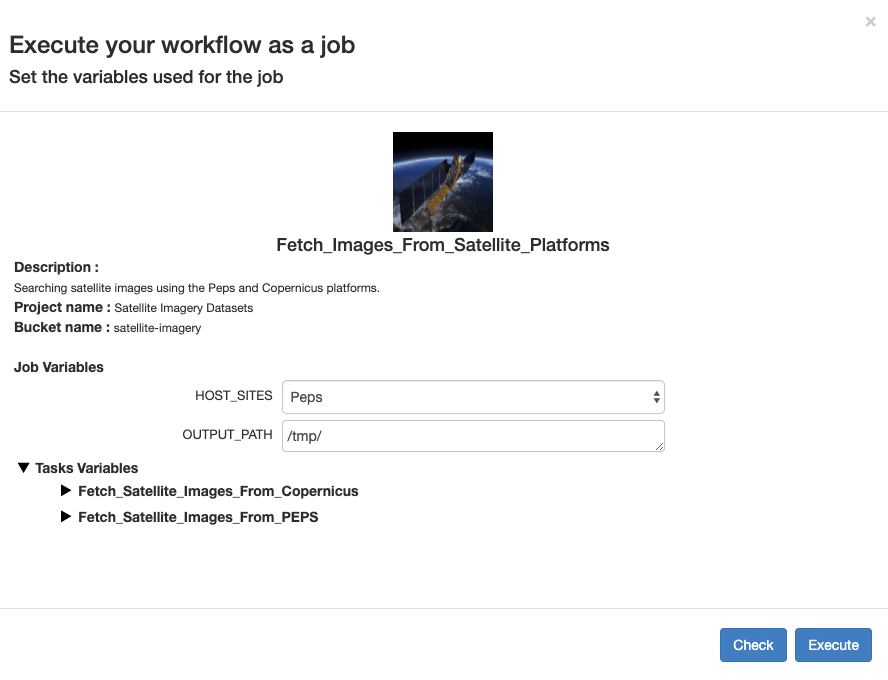 ×
Execute your workflow as a job
Set the variables used for the job
Fetch_Images_From_Satellite_Platforms
Description :
Searching satellite images using the Peps and Copernicus platforms.
Project name : Satellite Imagery Datasets
Bucket name : satellite-imagery
Job Variables
HOST_SITES Peps
OUTPUT_PATH /tmp/
Tasks Variables
Fetch_Satellite_Images_From_Copernicus
Fetch_Satellite_Images_From_PEPS
Check Execute